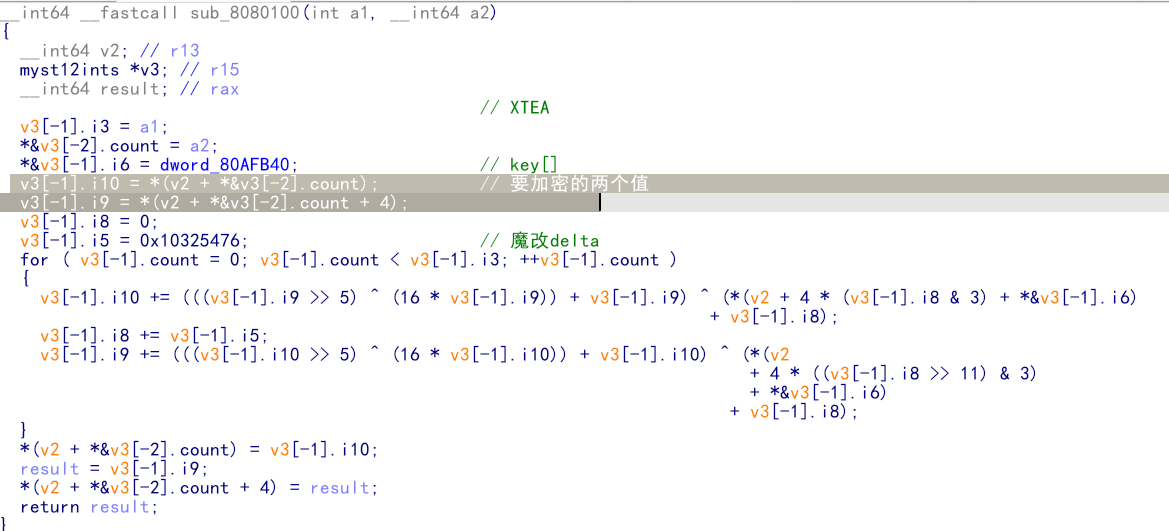 __int64 __fastcall sub_8080100(int a1, __int64 a2)
{
  __int64 v2; // r13
  myst12ints *v3; // r15
  __int64 result; // rax
                                              // XTEA
  v3[-1].i3 = a1;
  *&v3[-2].count = a2;
  *&v3[-1].i6 = dword_80AFB40;                // key[]
  v3[-1].i10 = *(v2 + *&v3[-2].count);        // 要加密的两个值
  v3[-1].i9 = *(v2 + *&v3[-2].count + 4);
  v3[-1].i8 = 0;
  v3[-1].i5 = 0x10325476;                     // 魔改delta
  for ( v3[-1].count = 0; v3[-1].count < v3[-1].i3; ++v3[-1].count )
  {
    v3[-1].i10 += (((v3[-1].i9 >> 5) ^ (16 * v3[-1].i9)) + v3[-1].i9) ^ (*(v2 + 4 * (v3[-1].i8 & 3) + *&v3[-1].i6)
                                                                       + v3[-1].i8);
    v3[-1].i8 += v3[-1].i5;
    v3[-1].i9 += (((v3[-1].i10 >> 5) ^ (16 * v3[-1].i10)) + v3[-1].i10) ^ (*(v2
                                                                           + 4 * ((v3[-1].i8 >> 11) & 3)
                                                                           + *&v3[-1].i6)
                                                                         + v3[-1].i8);
  }
  *(v2 + *&v3[-2].count) = v3[-1].i10;
  result = v3[-1].i9;
  *(v2 + *&v3[-2].count + 4) = result;
  return result;
}